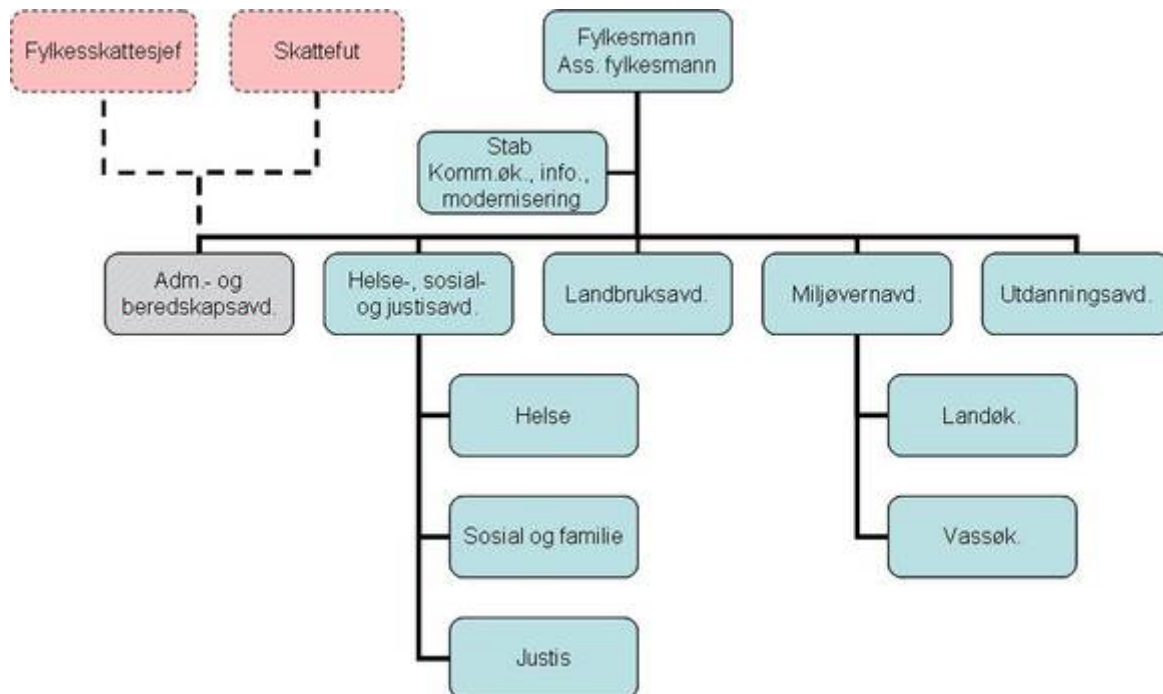 Fylkesskattesjef
Skattefut
Fylkesmann
Ass. fylkesmann
Stab
Komm.øk., info.,
modernisering
Adm.- og
beredskapsavd.
Helse-, sosial-
og justisavd.
Landbruksavd.
Miljøvernavd.
Utdanningsavd.
Helse
Landøk.
Sosial og familie
Vassøk.
Justis